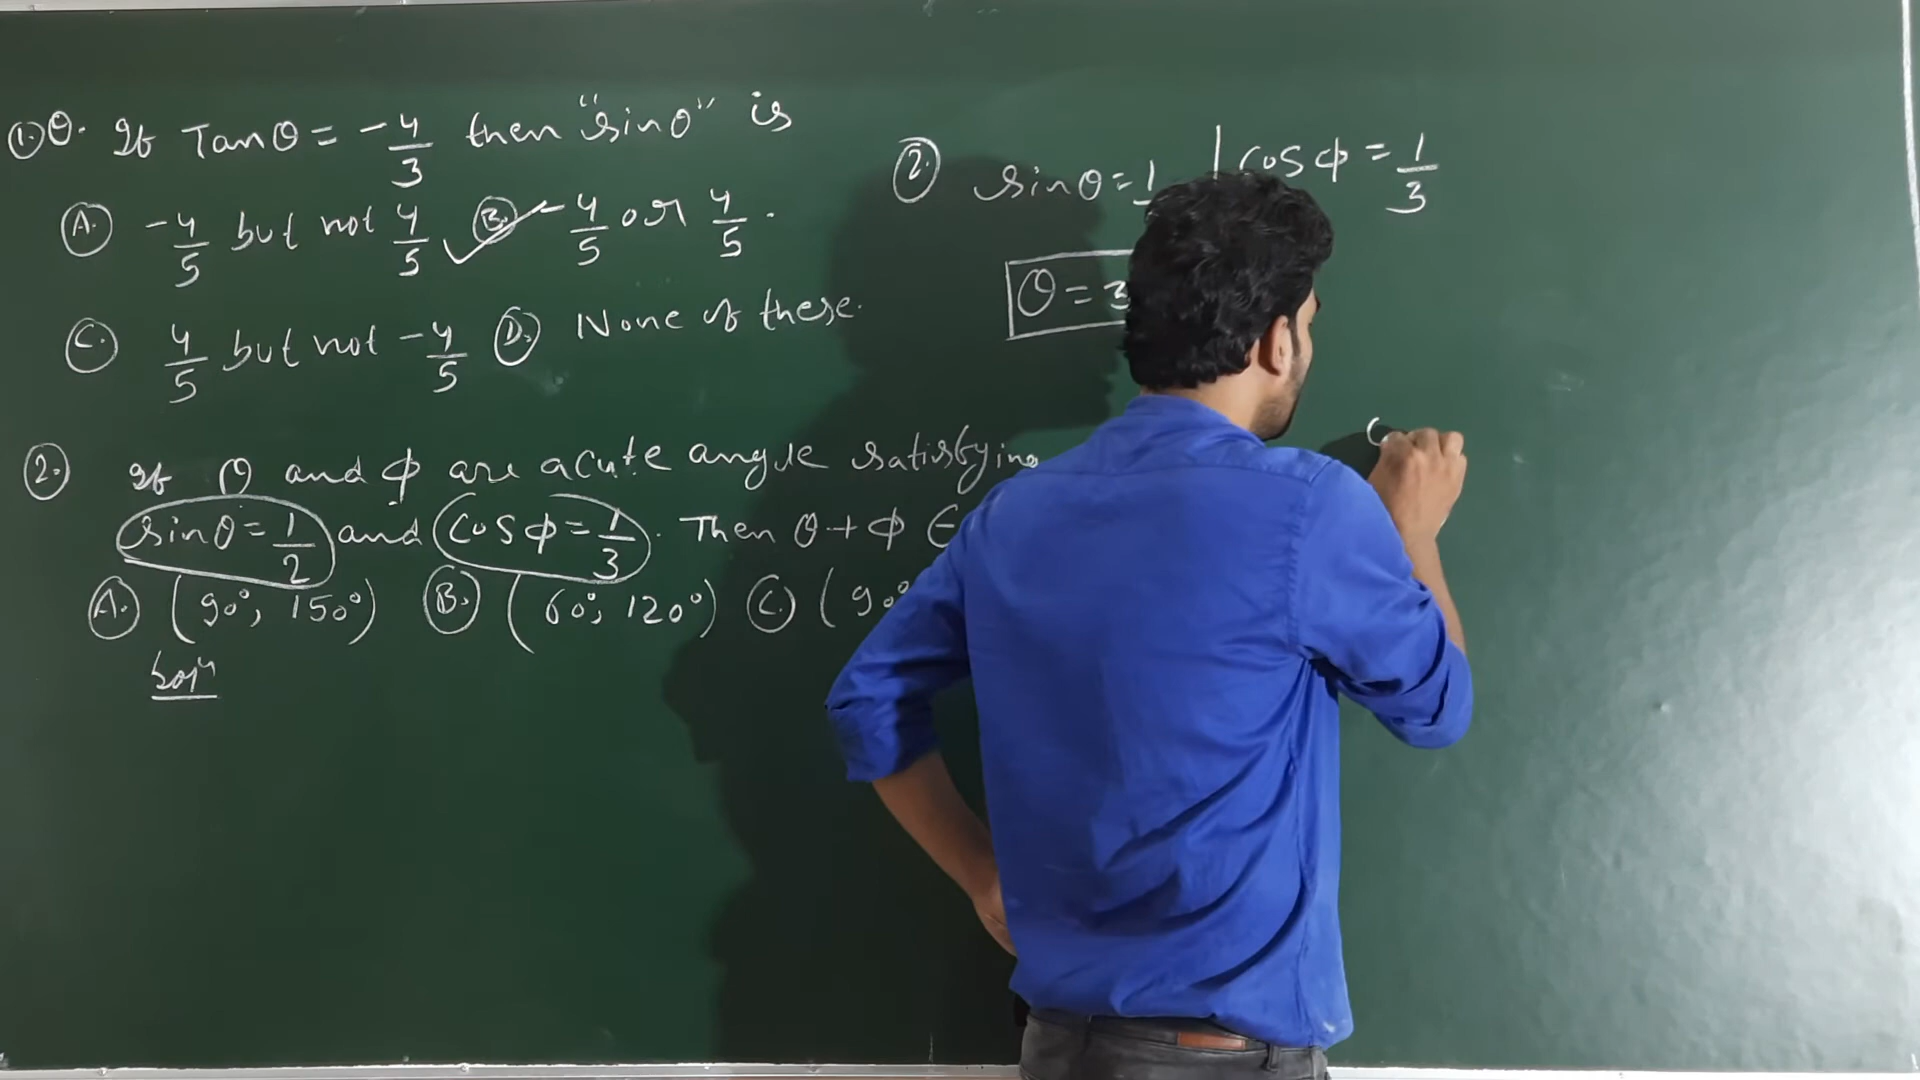 1. Q. If Tanθ = -4/3 then "sinθ" is
A. -4/5 but not 4/5 B. -4/5 or 4/5.
C. 4/5 but not -4/5 D. None of these.
2. If θ and φ are acute angle satisfying
sinθ = 1/2 and cosφ = 1/3. Then θ + φ ∈
A. (90°, 150°) B. (60°, 120°) C. (90°
Solⁿ
2. sinθ = 1 | cosφ = 1/3
θ = 3